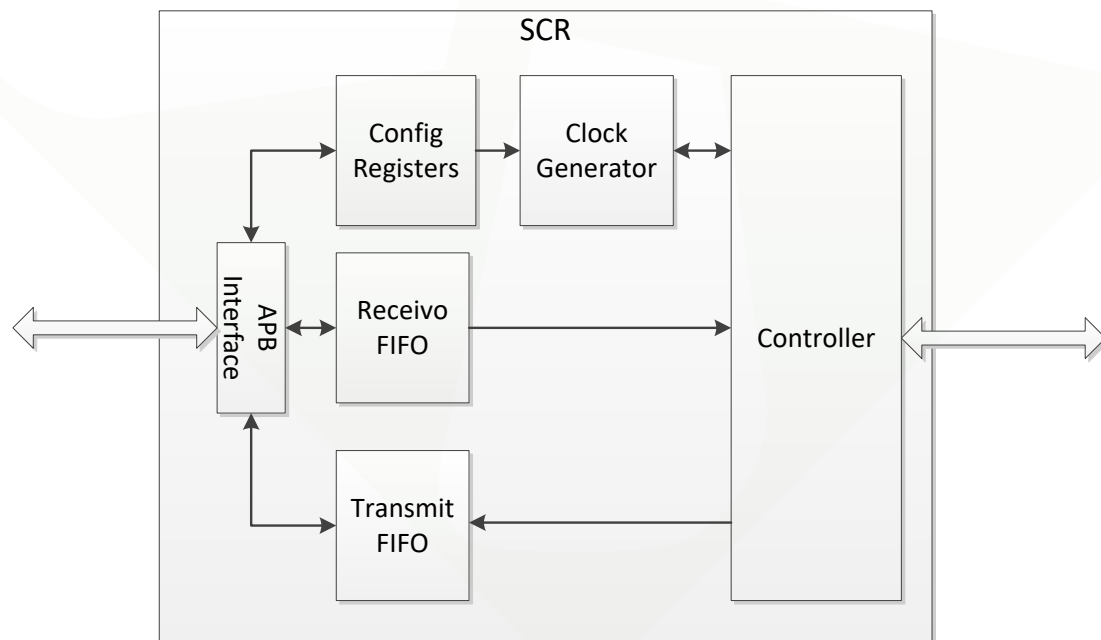 SCR
Config
Registers
Clock
Generator
APB
Interface
Receivo
FIFO
Controller
Transmit
FIFO